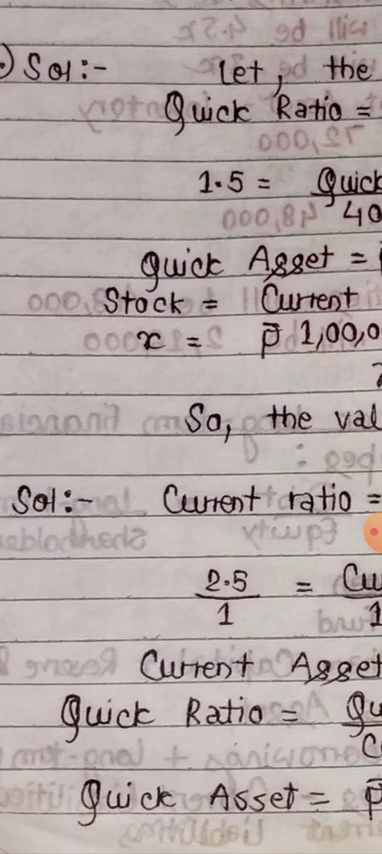 Sol:- Let, the
Quick Ratio =
1.5 = Quick
40
Quick Asset =
Stock = Current
x = ₹ 1,00,0
So, the val
Sol:- Current ratio =
2.5 = Cu
1 1
Current Asset
Quick Ratio = Qu
C
Quick Asset = ₹